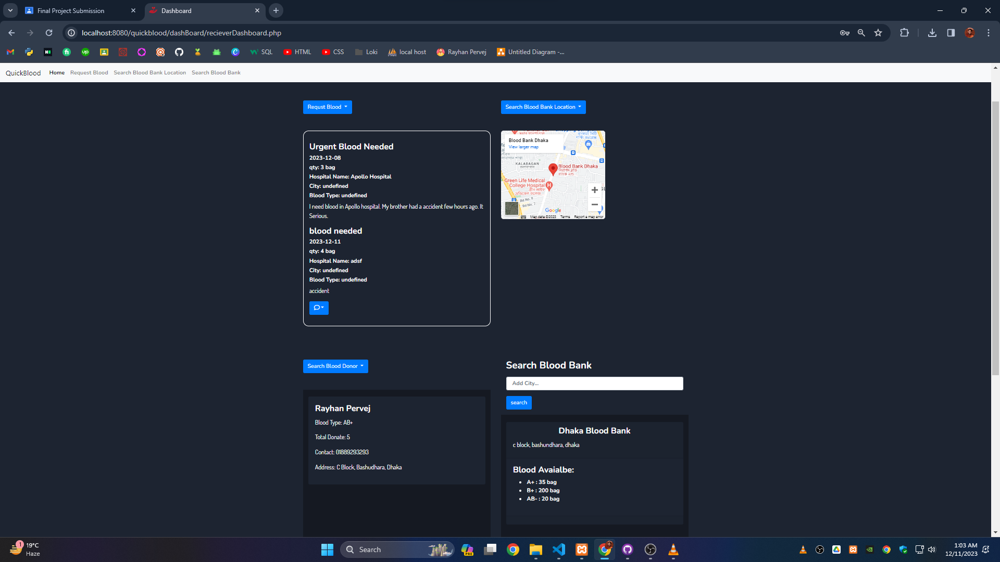 Final Project Submission
Dashboard
localhost:8080/quickblood/dashBoard/recieverDashboard.php
SQL
HTML
CSS
Loki
local host
Rayhan Pervej
Untitled Diagram -...
QuickBlood
Home
Request Blood
Search Blood Bank Location
Search Blood Bank
Requst Blood
Search Blood Bank Location
Urgent Blood Needed
2023-12-08
qty: 3 bag
Hospital Name: Apollo Hospital
City: undefined
Blood Type: undefined
I need blood in Apollo hospital. My brother had a accident few hours ago. It
Serious.
blood needed
2023-12-11
qty: 4 bag
Hospital Name: adsf
City: undefined
Blood Type: undefined
accident
Blood Bank Dhaka
View larger map
KALABAGAN
Blood Bank Dhaka
Green Life Medical
College Hospital
Rd No. 8
Rd No. 7
Google
Map data ©2023
Terms
Report a map error
Search Blood Donor
Rayhan Pervej
Blood Type: AB+
Total Donate: 5
Contact: 01889293293
Address: C Block, Bashudhara, Dhaka
Search Blood Bank
Add City...
search
Dhaka Blood Bank
c block, bashundhara, dhaka
Blood Avaialbe:
A+ : 35 bag
B+ : 200 bag
AB- : 20 bag
1
19°C
Haze
Search
PRE
1:03 AM
12/11/2023